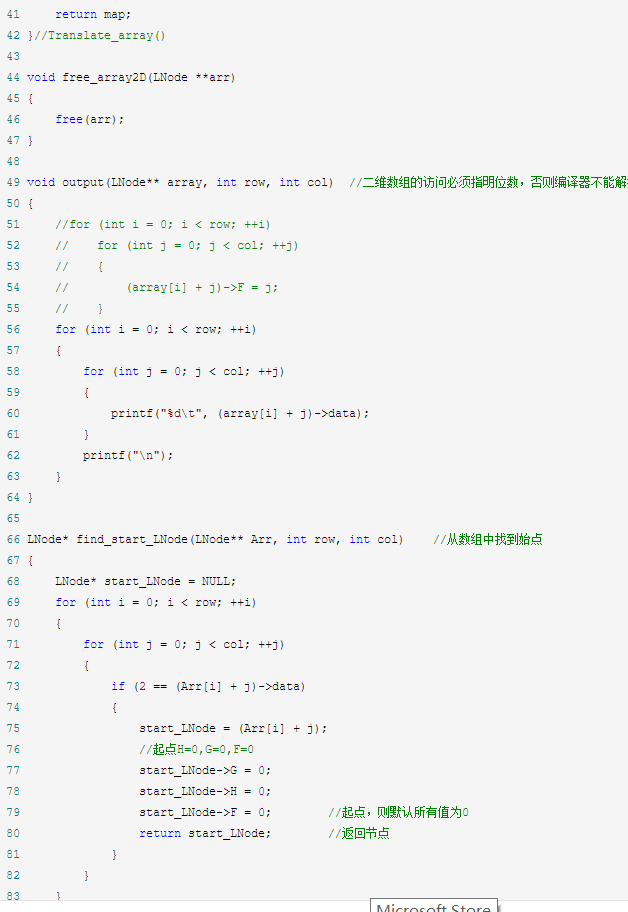 41     return map;
42 }//Translate_array()
43
44 void free_array2D(LNode **arr)
45 {
46     free(arr);
47 }
48
49 void output(LNode** array, int row, int col)  //二维数组的访问必须指明位数，否则编译器不能解
50 {
51     //for (int i = 0; i < row; ++i)
52     //    for (int j = 0; j < col; ++j)
53     //    {
54     //        (array[i] + j)->F = j;
55     //    }
56     for (int i = 0; i < row; ++i)
57     {
58         for (int j = 0; j < col; ++j)
59         {
60             printf("%d\t", (array[i] + j)->data);
61         }
62         printf("\n");
63     }
64 }
65
66 LNode* find_start_LNode(LNode** Arr, int row, int col)    //从数组中找到始点
67 {
68     LNode* start_LNode = NULL;
69     for (int i = 0; i < row; ++i)
70     {
71         for (int j = 0; j < col; ++j)
72         {
73             if (2 == (Arr[i] + j)->data)
74             {
75                 start_LNode = (Arr[i] + j);
76                 //起点H=0,G=0,F=0
77                 start_LNode->G = 0;
78                 start_LNode->H = 0;
79                 start_LNode->F = 0;        //起点，则默认所有值为0
80                 return start_LNode;        //返回节点
81             }
82         }
83     }
Microsoft Store